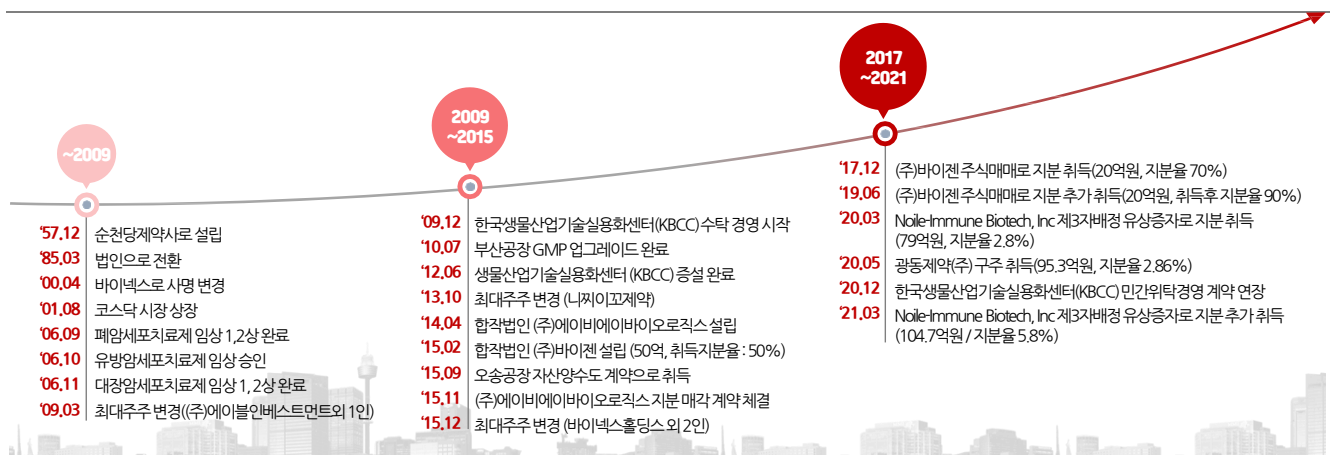 ~2009
‘57.12 순천당제약사로 설립
‘85.03 법인으로 전환
‘00.04 바이넥스로 사명 변경
‘01.08 코스닥 시장 상장
‘06.09 폐암세포치료제 임상 1,2상 완료
‘06.10 유방암세포치료제 임상 승인
‘06.11 대장암세포치료제 임상 1, 2상 완료
‘09.03 최대주주 변경((주)에이블인베스트먼트외 1인)
2009
~2015
‘09.12 한국생물산업기술실용화센터(KBCC) 수탁 경영 시작
‘10.07 부산공장 GMP 업그레이드 완료
‘12.06 생물산업기술실용화센터 (KBCC) 증설 완료
‘13.10 최대주주 변경 (니찌이꼬제약)
‘14.04 합작법인 (주)에이비에이바이오로직스 설립
‘15.02 합작법인 (주)바이젠 설립 (50억, 취득지분율 : 50%)
‘15.09 오송공장 자산양수도 계약으로 취득
‘15.11 (주)에이비에이바이오로직스 지분 매각 계약 체결
‘15.12 최대주주 변경 (바이넥스홀딩스 외 2인)
2017
~2021
‘17.12 (주)바이젠 주식매매로 지분 취득(20억원, 지분율 70%)
‘19.06 (주)바이젠 주식매매로 지분 추가 취득(20억원, 취득후 지분율 90%)
‘20.03 Noile-Immune Biotech, Inc 제3자배정 유상증자로 지분 취득
(79억원, 지분율 2.8%)
‘20.05 광동제약(주) 구주 취득(95.3억원, 지분율 2.86%)
‘20.12 한국생물산업기술실용화센터(KBCC) 민간위탁경영 계약 연장
‘21.03 Noile-Immune Biotech, Inc 제3자배정 유상증자로 지분 추가 취득
(104.7억원 / 지분율 5.8%)